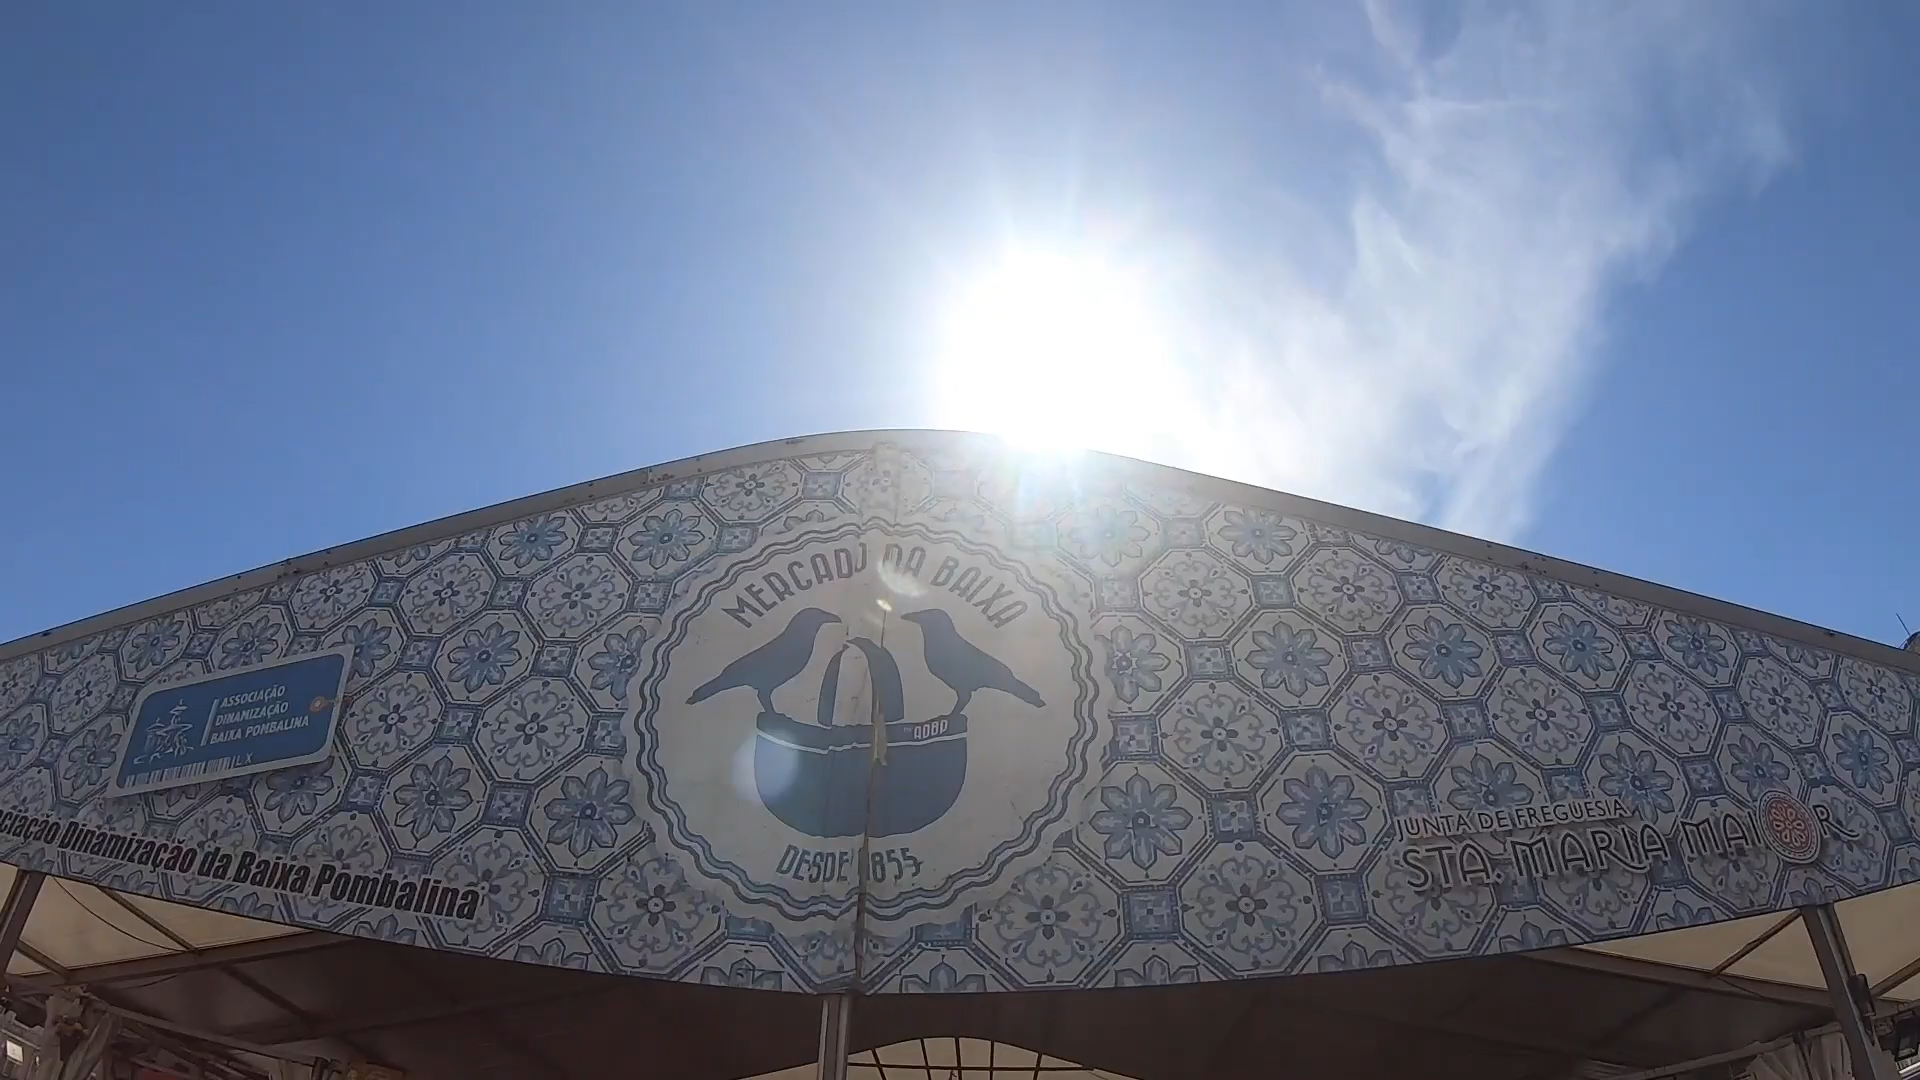 MERCADO DA BAIXA
ADBP
DESDE 1855
ASSOCIAÇÃO
DINAMIZAÇÃO
BAIXA POMBALINA
LX
Dinamização da Baixa Pombalina
JUNTA DE FREGUESIA
STA. MARIA MAIOR